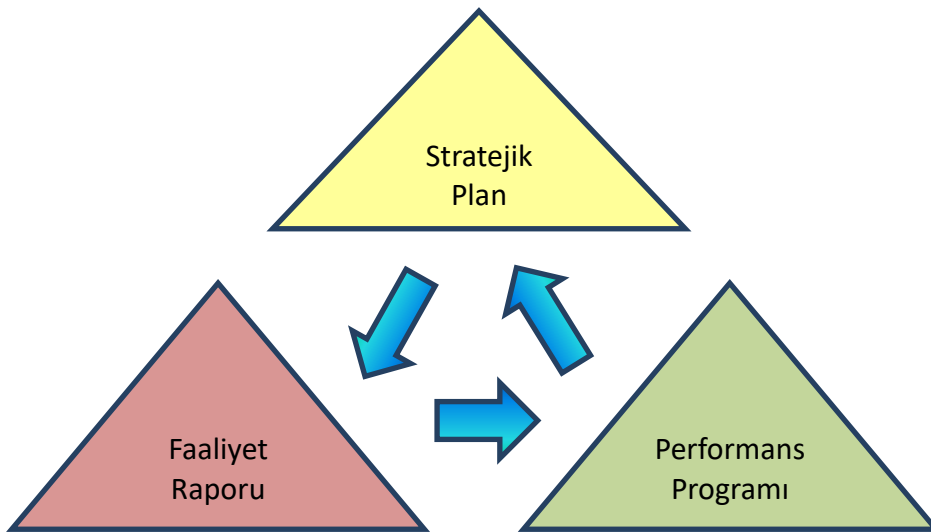 Stratejik
Plan
Faaliyet
Raporu
Performans
Programı